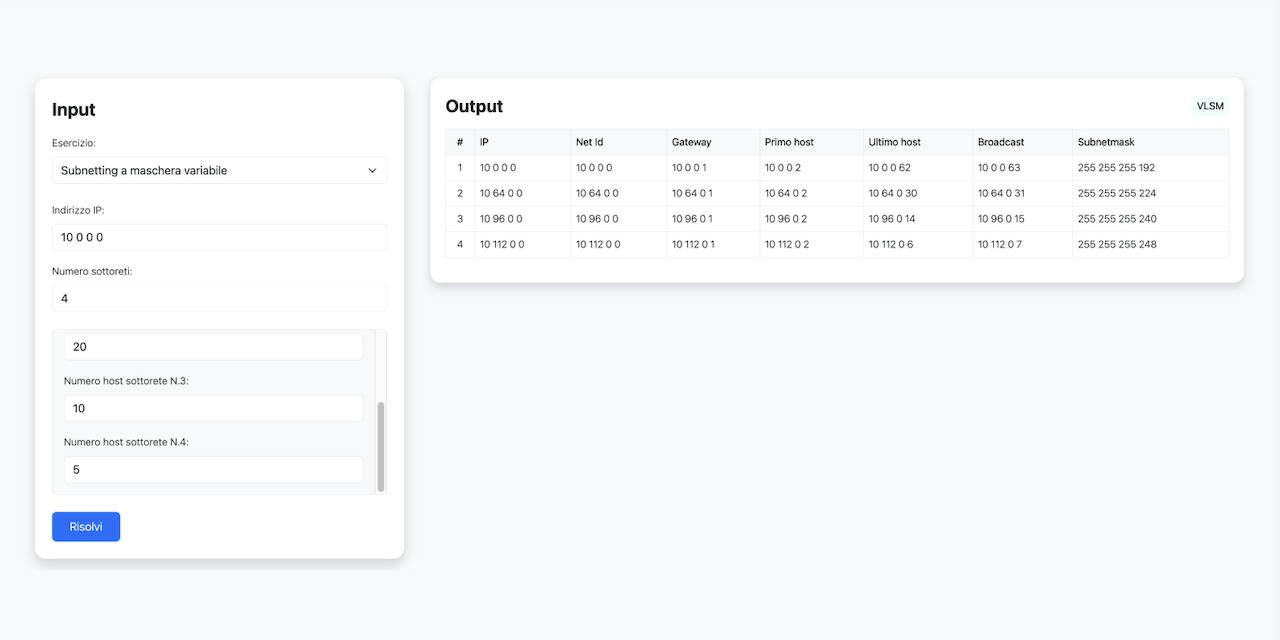 Input
Esercizio:
Subnetting a maschera variabile
Indirizzo IP:
10 0 0 0
Numero sottoreti:
4
20
Numero host sottorete N.3:
10
Numero host sottorete N.4:
5
Risolvi
Output
VLSM
# IP Net Id Gateway Primo host Ultimo host Broadcast Subnetmask
1 10 0 0 0 10 0 0 0 10 0 0 1 10 0 0 2 10 0 0 62 10 0 0 63 255 255 255 192
2 10 64 0 0 10 64 0 0 10 64 0 1 10 64 0 2 10 64 0 30 10 64 0 31 255 255 255 224
3 10 96 0 0 10 96 0 0 10 96 0 1 10 96 0 2 10 96 0 14 10 96 0 15 255 255 255 240
4 10 112 0 0 10 112 0 0 10 112 0 1 10 112 0 2 10 112 0 6 10 112 0 7 255 255 255 248